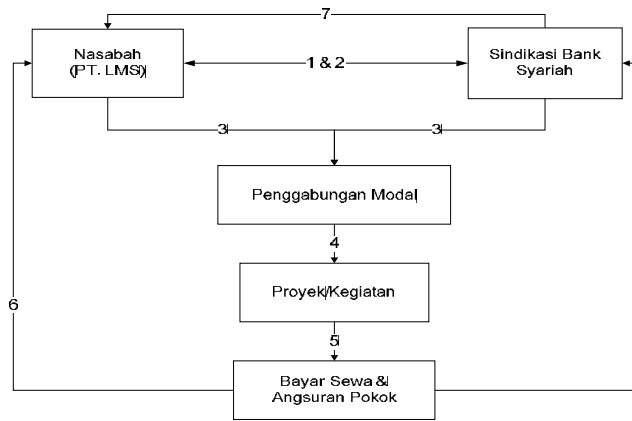 7
Nasabah
(PT. LMSI)
1 & 2
Sindikasi Bank
Syariah
3
3
Penggabungan Modal
4
Proyek/Kegiatan
6
5
Bayar Sewa &
Angsuran Pokok